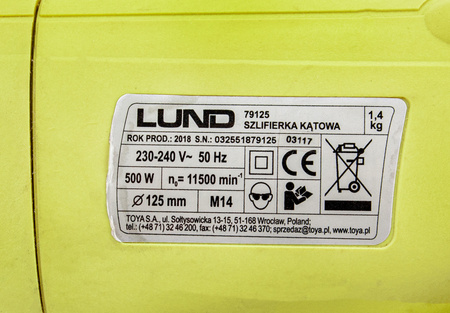 LUND 79125 1,4
SZLIFIERKA KĄTOWA kg
ROK PROD.: 2018 S.N.: 032551879125 03117
230-240 V~ 50 Hz CE
500 W n₀= 11500 min⁻¹
Ø 125 mm M14
TOYA S.A., ul. Sołtysowicka 13-15, 51-168 Wrocław, Poland;
tel.: (+48 71) 32 46 200, fax: (+48 71) 32 46 370; sprzedaz@toya.pl, www.toya.pl